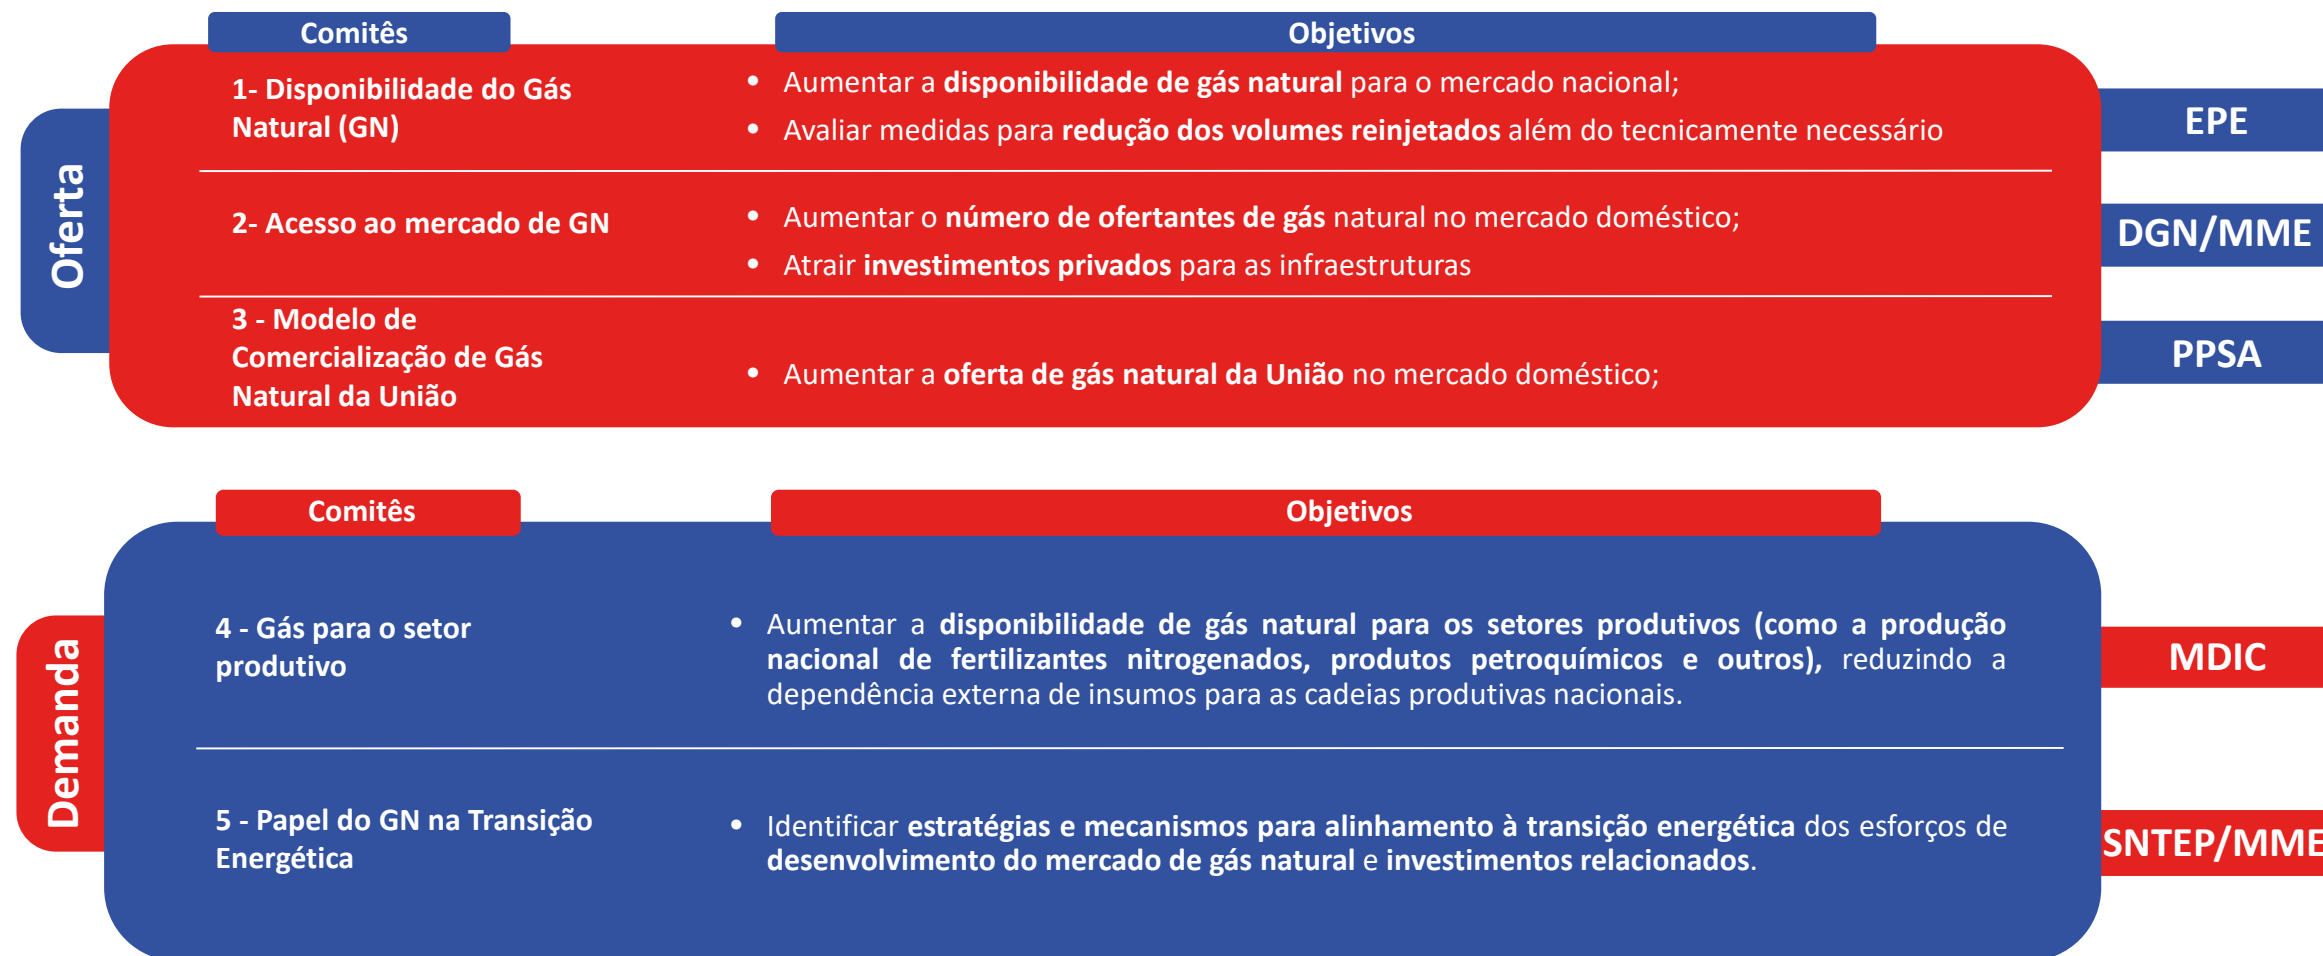 Comitês
Objetivos
Oferta
1- Disponibilidade do Gás
Natural (GN)
• Aumentar a disponibilidade de gás natural para o mercado nacional;
• Avaliar medidas para redução dos volumes reinjetados além do tecnicamente necessário
EPE
2- Acesso ao mercado de GN
• Aumentar o número de ofertantes de gás natural no mercado doméstico;
• Atrair investimentos privados para as infraestruturas
DGN/MME
3 - Modelo de
Comercialização de Gás
Natural da União
• Aumentar a oferta de gás natural da União no mercado doméstico;
PPSA
Comitês
Objetivos
Demanda
4 - Gás para o setor
produtivo
• Aumentar a disponibilidade de gás natural para os setores produtivos (como a produção
nacional de fertilizantes nitrogenados, produtos petroquímicos e outros), reduzindo a
dependência externa de insumos para as cadeias produtivas nacionais.
MDIC
5 - Papel do GN na Transição
Energética
• Identificar estratégias e mecanismos para alinhamento à transição energética dos esforços de
desenvolvimento do mercado de gás natural e investimentos relacionados.
SNTEP/MME